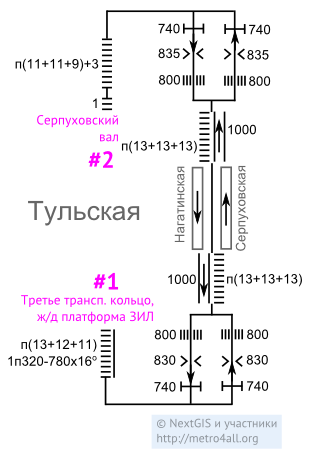 740 740
835 835
800 800
п(11+11+9)+3
1
Серпуховский
вал
#2
п(13+13+13)
1000
Тульская
Нагатинская
Серпуховская
#1
Третье трансп. кольцо,
ж/д платформа ЗИЛ
1000
п(13+13+13)
п(13+12+11)
1п320-780x16°
800 800
830 830
740 740
© NextGIS и участники
http://metro4all.org